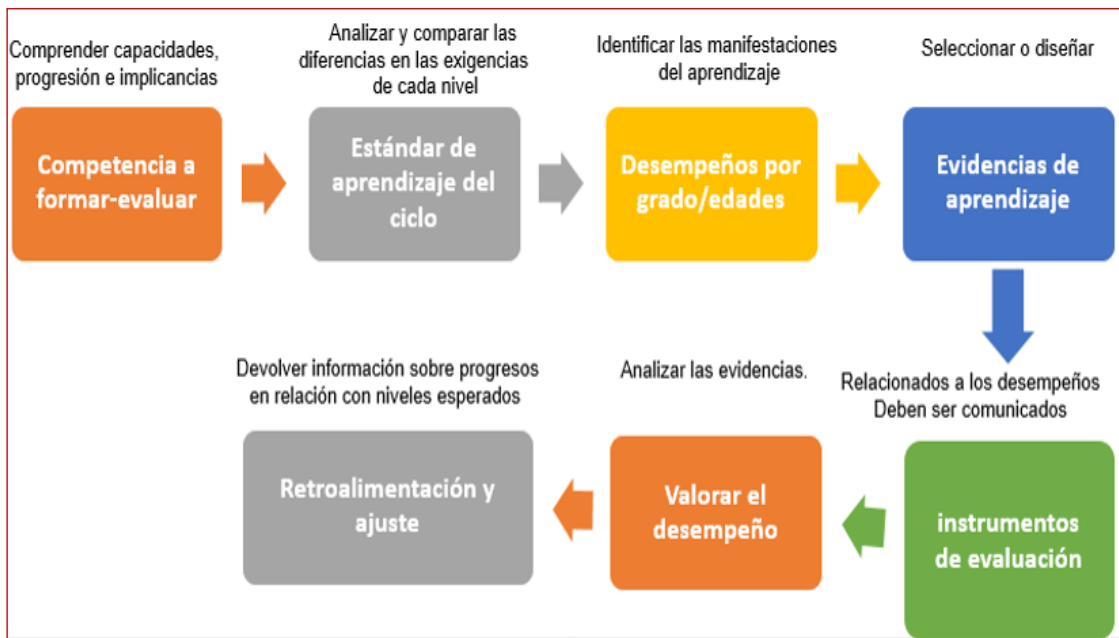 Comprender capacidades,
progresión e implicancias
Competencia a
formar-evaluar
Analizar y comparar las
diferencias en las exigencias
de cada nivel
Estándar de
aprendizaje del
ciclo
Identificar las manifestaciones
del aprendizaje
Desempeños por
grado/edades
Seleccionar o diseñar
Evidencias de
aprendizaje
Relacionados a los desempeños
Deben ser comunicados
instrumentos
de evaluación
Analizar las evidencias.
Valorar el
desempeño
Devolver información sobre progresos
en relación con niveles esperados
Retroalimentación y
ajuste